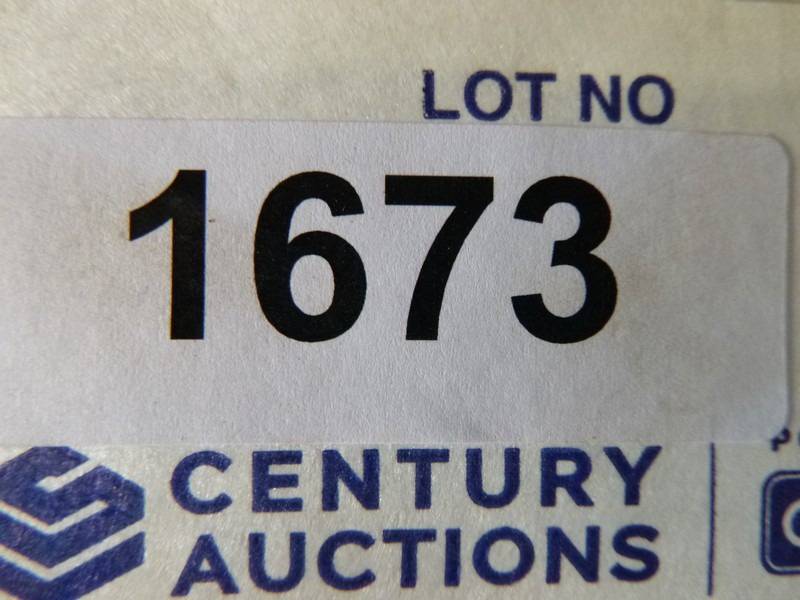 LOT NO
1673
CENTURY
AUCTIONS